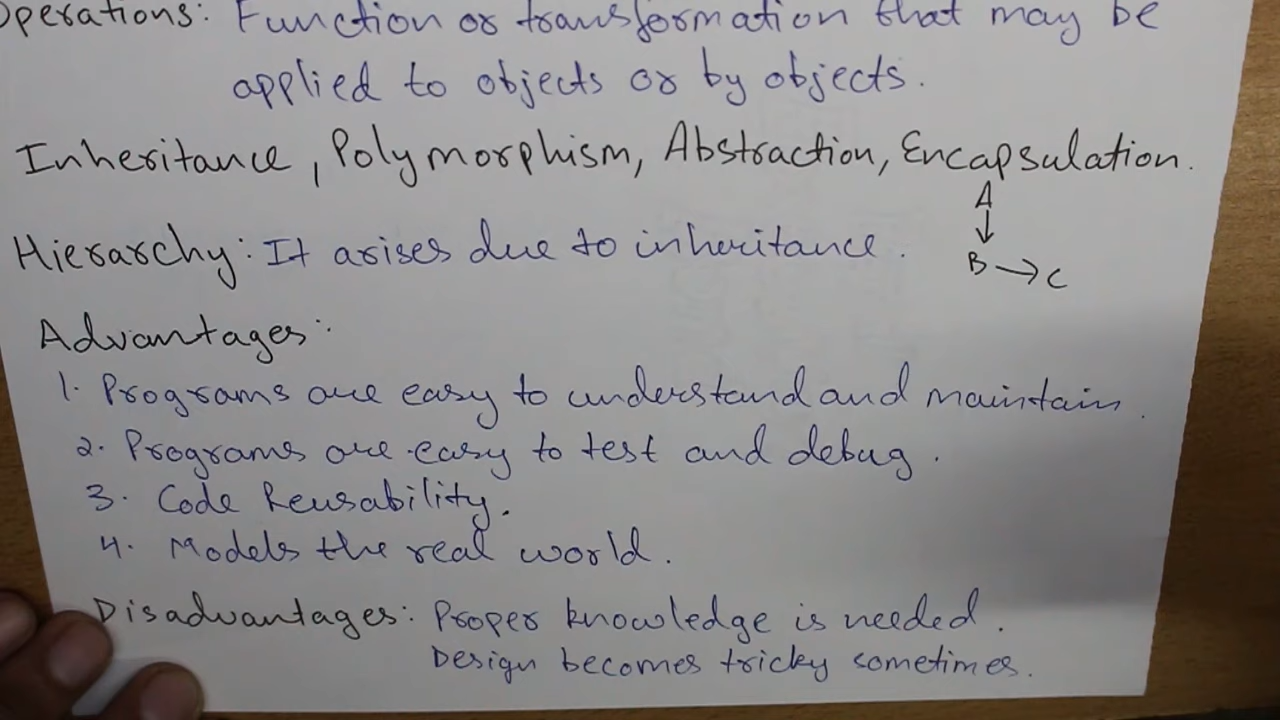 Operations: Function or transformation that may be
applied to objects or by objects.
Inheritance, Polymorphism, Abstraction, Encapsulation.
Hierarchy: It arises due to inheritance.
A
↓
B → C
Advantages:
1. Programs are easy to understand and maintain.
2. Programs are easy to test and debug.
3. Code Reusability.
4. Models the real world.
Disadvantages: Proper knowledge is needed.
Design becomes tricky sometimes.